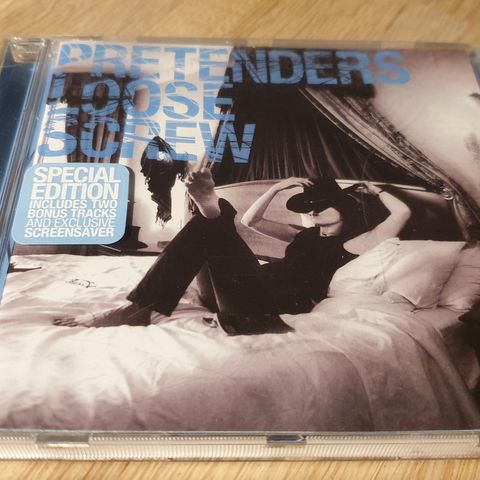 PRETENDERS
LOOSE
SCREW
SPECIAL
EDITION
INCLUDES TWO
BONUS TRACKS
AND EXCLUSIVE
SCREENSAVER